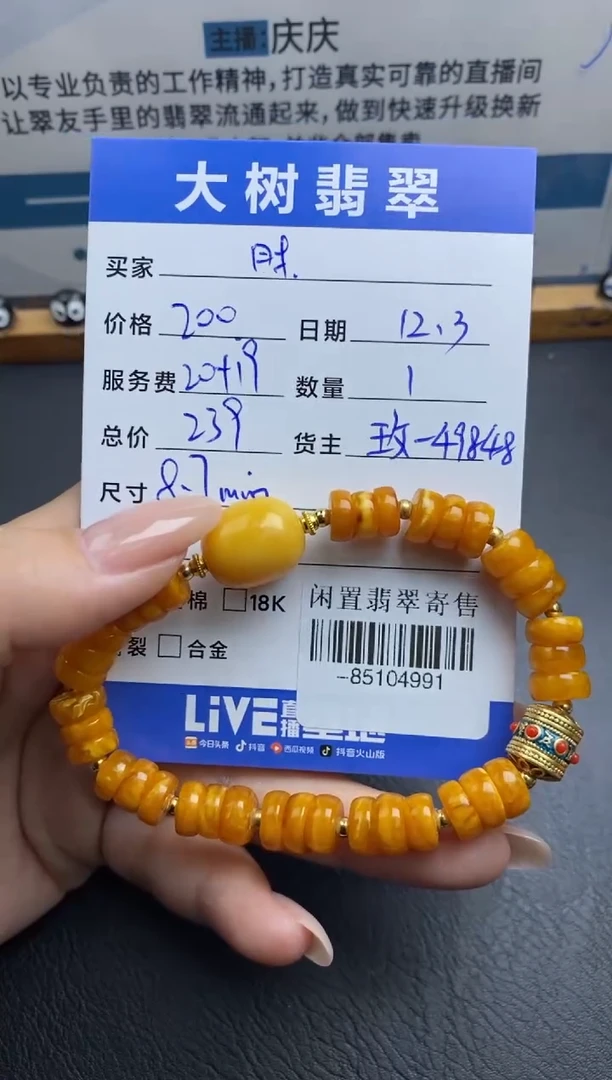 主播:庆庆
以专业负责的工作精神,打造真实可靠的直播间
让翠友手里的翡翠流通起来,做到快速升级换新
大树翡翠
买家
价格 200 日期 12.3
服务费 20+19 数量 1
总价 239 货主 玫-49848
尺寸 8.7mm
棉 □18K 闲置翡翠寄售
裂 □合金
-85104991
LiVE 直播
今日头条 抖音 西瓜视频 抖音火山版